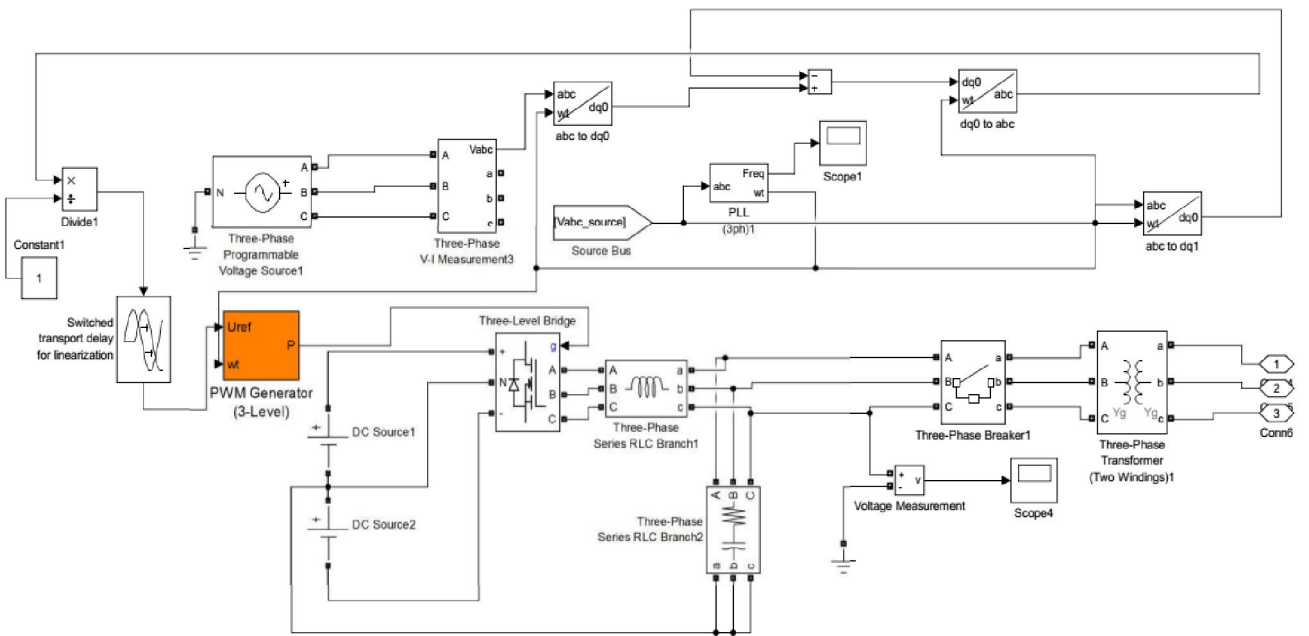 abc
wt
dq0
abc to dq0
−
+
dq0
wt
abc
dq0 to abc
Scope1
Freq
abc
wt
PLL
(3ph)1
[Vabc_source]
Source Bus
abc
wt
dq0
abc to dq1
×
÷
Divide1
Constant1
1
N
+
A
B
C
Three-Phase
Programmable
Voltage Source1
A
B
C
Vabc
a
b
c
Three-Phase
V-I Measurement3
Switched
transport delay
for linearization
Uref
wt
P
PWM Generator
(3-Level)
Three-Level Bridge
+
N
-
g
A
B
C
+
DC Source1
+
DC Source2
A
B
C
a
b
c
Three-Phase
Series RLC Branch1
A
B
C
a
b
c
Three-Phase
Series RLC Branch2
A
B
C
a
b
c
Three-Phase Breaker1
A
B
C
a
b
c
Yg
Yg
Three-Phase
Transformer
(Two Windings)1
1
2
3
Conn6
+
-
v
Voltage Measurement
Scope4